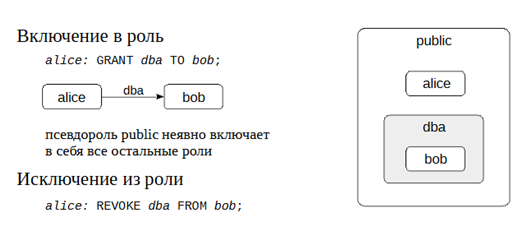 Включение в роль
alice: GRANT dba TO bob;
alice
dba
bob
псевдороль public неявно включает
в себя все остальные роли
Исключение из роли
alice: REVOKE dba FROM bob;
public
alice
dba
bob